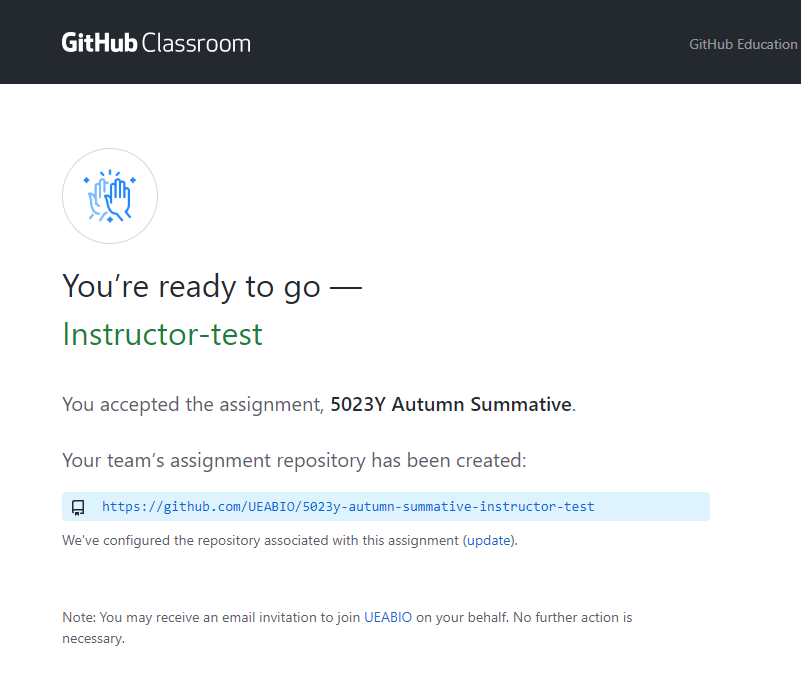 GitHub Classroom
GitHub Education
You're ready to go —
Instructor-test
You accepted the assignment, 5023Y Autumn Summative.
Your team's assignment repository has been created:
https://github.com/UEABIO/5023y-autumn-summative-instructor-test
We've configured the repository associated with this assignment (update).
Note: You may receive an email invitation to join UEABIO on your behalf. No further action is
necessary.